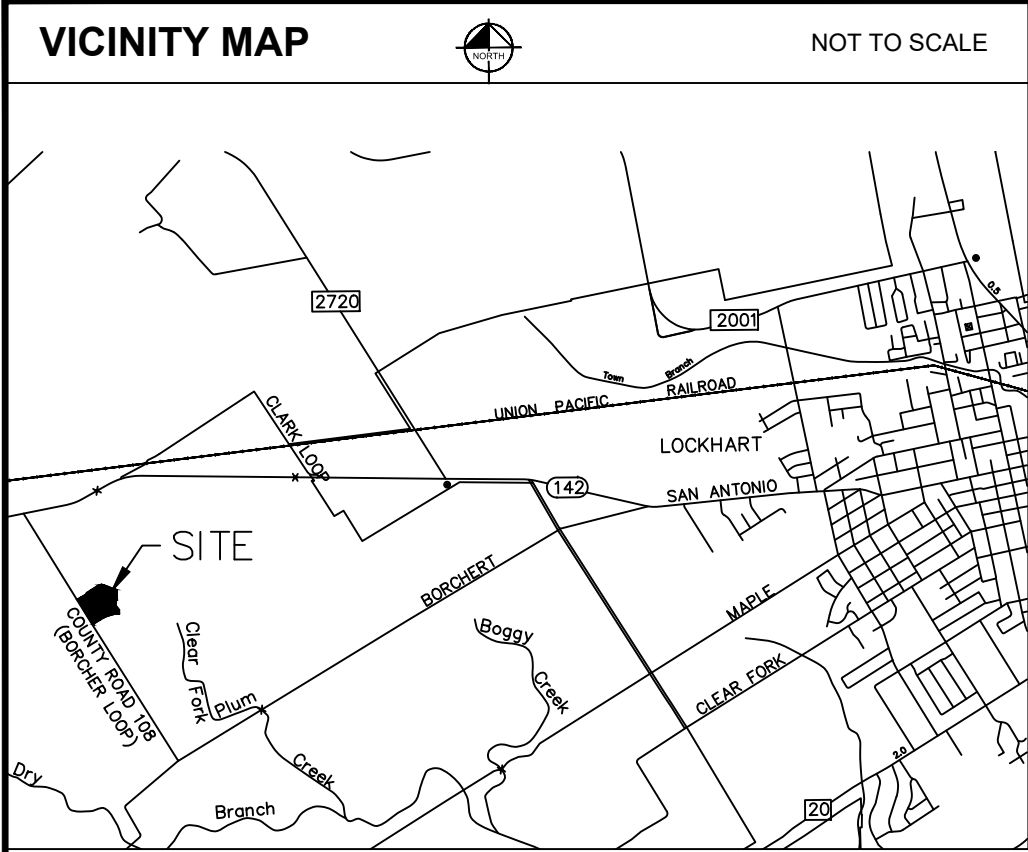 VICINITY MAP
NORTH
NOT TO SCALE
2720
2001
0.5
Town Branch
UNION PACIFIC RAILROAD
CLARK LOOP
LOCKHART
142
SAN ANTONIO
SITE
BORCHERT
MAPLE
COUNTY ROAD 108
(BORCHER LOOP)
Clear Fork
Plum
Creek
Boggy
Creek
CLEAR FORK
2.0
Dry
Branch
20